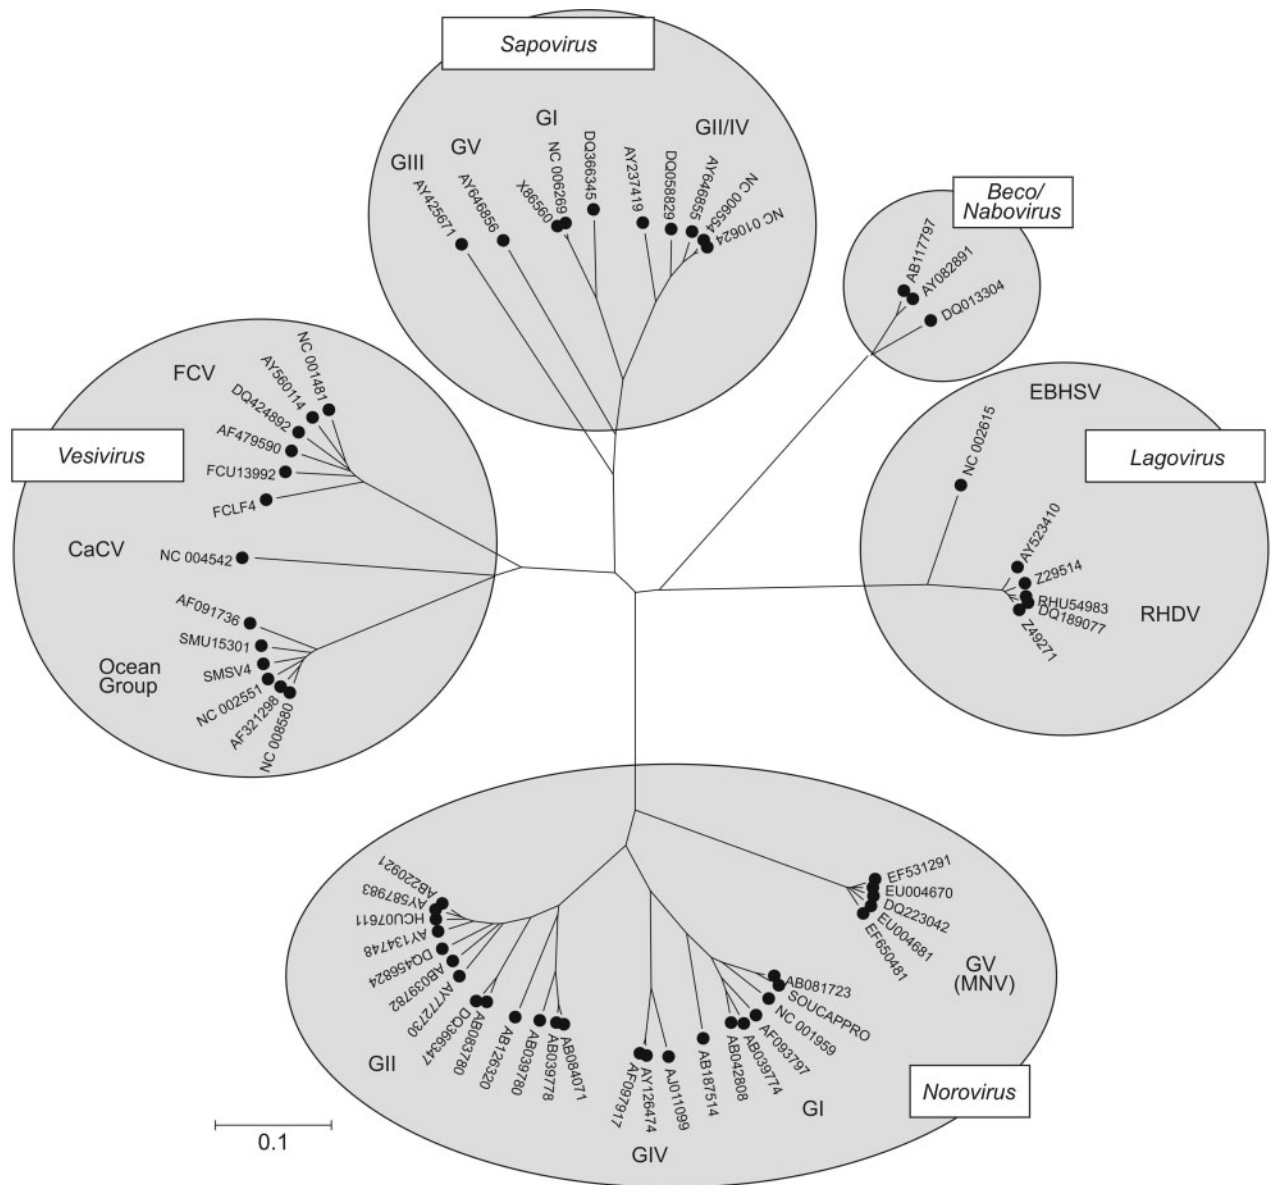 Sapovirus
GIII
GV
GI
GII/IV
AY425671
AY646856
X86560
NC 006269
DQ366345
AY237419
DQ058829
AY646855
NC 006554
NC 010624
Beco/
Nabovirus
AB117797
AY082891
DQ013304
Vesivirus
FCV
NC 001481
AY560114
DQ424892
AF479590
FCU13992
FCLF4
CaCV
NC 004542
Ocean
Group
AF091736
SMU15301
SMSV4
NC 002551
AF321298
NC 008580
Lagovirus
EBHSV
NC 002615
RHDV
AY523410
Z29514
RHU54983
DQ189077
Z49271
Norovirus
GII
AB220921
AY587983
HCU07611
AY134748
DQ456824
AB039782
AY772730
DQ366347
AB083780
AB126320
AB039780
AB039778
AB084071
GIV
AF097917
AY126474
AJ011099
GI
AB187514
AB042808
AB039774
AF093797
NC 001959
SOUCAPPRO
AB081723
GV
(MNV)
EF531291
EU004670
DQ223042
EU004681
EF650481
0.1